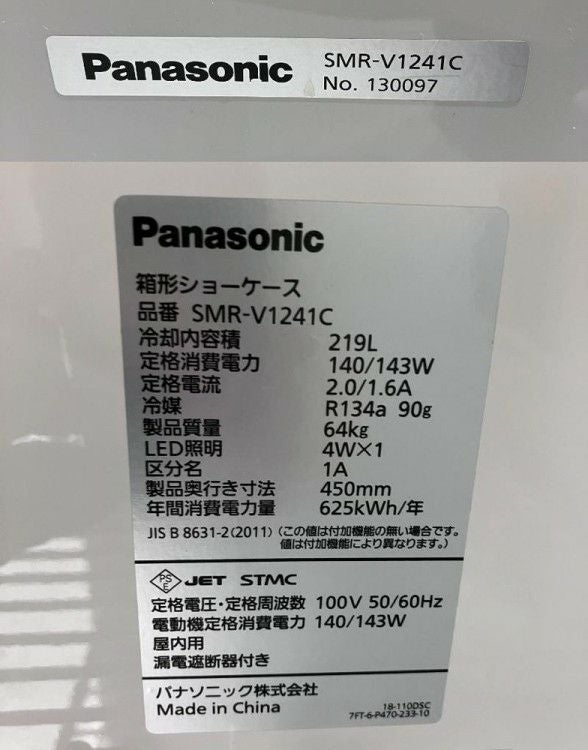 Panasonic
SMR-V1241C
No. 130097
Panasonic
箱形ショーケース
品番 SMR-V1241C
冷却内容積 219L
定格消費電力 140/143W
定格電流 2.0/1.6A
冷媒 R134a 90g
製品質量 64kg
LED照明 4W×1
区分名 1A
製品奥行き寸法 450mm
年間消費電力量 625kWh/年
JIS B 8631-2(2011) (この値は付加機能の無い場合です。
値は付加機能により異なります。)
PSE JET STMC
定格電圧・定格周波数 100V 50/60Hz
電動機定格消費電力 140/143W
屋内用
漏電遮断器付き
パナソニック株式会社
Made in China
18-110DSC
7FT-6-P470-233-10